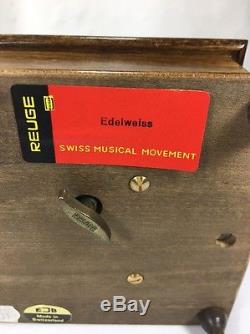 REUGE
Edelweiss
SWISS MUSICAL MOVEMENT
Made in
Switzerland